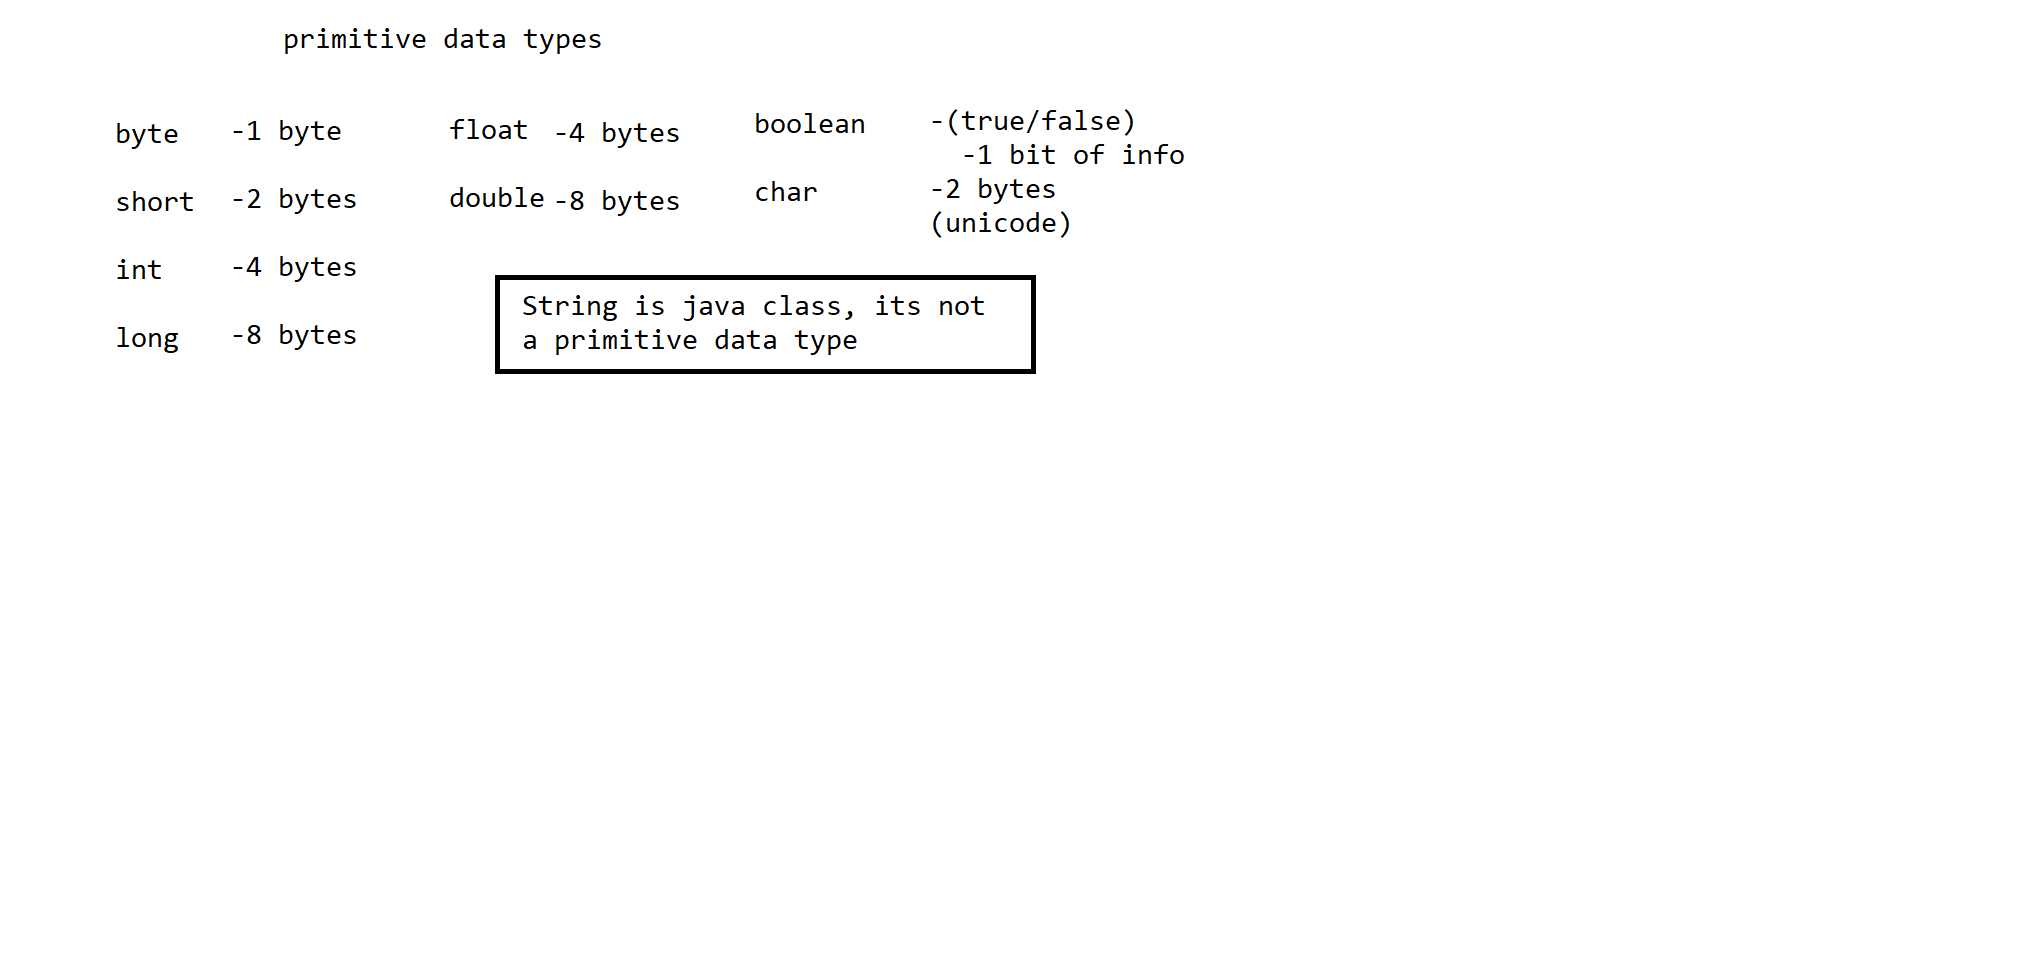 primitive data types
byte -1 byte
short -2 bytes
int -4 bytes
long -8 bytes
float -4 bytes
double -8 bytes
boolean -(true/false)
-1 bit of info
char -2 bytes
(unicode)
String is java class, its not
a primitive data type